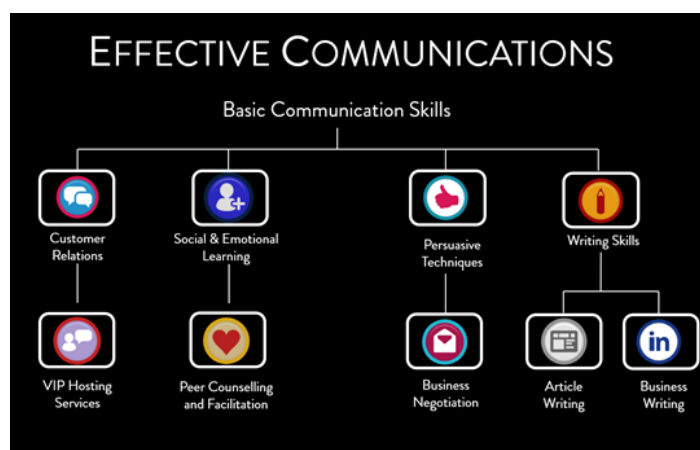 EFFECTIVE COMMUNICATIONS
Basic Communication Skills
Customer
Relations
Social & Emotional
Learning
Persuasive
Techniques
Writing Skills
VIP Hosting
Services
Peer Counselling
and Facilitation
Business
Negotiation
Article
Writing
in
Business
Writing